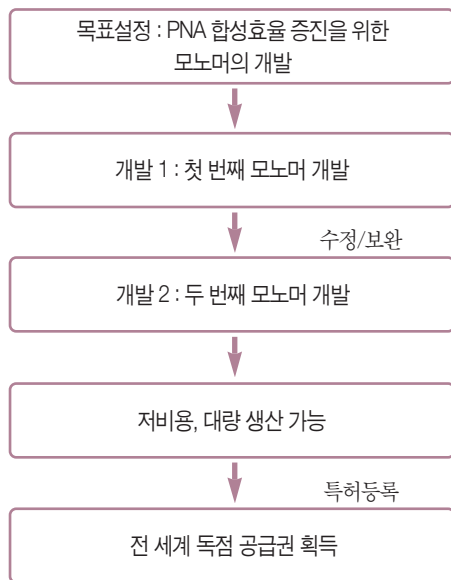 목표설정 : PNA 합성효율 증진을 위한
모노머의 개발
개발 1 : 첫 번째 모노머 개발
수정/보완
개발 2 : 두 번째 모노머 개발
저비용, 대량 생산 가능
특허등록
전 세계 독점 공급권 획득